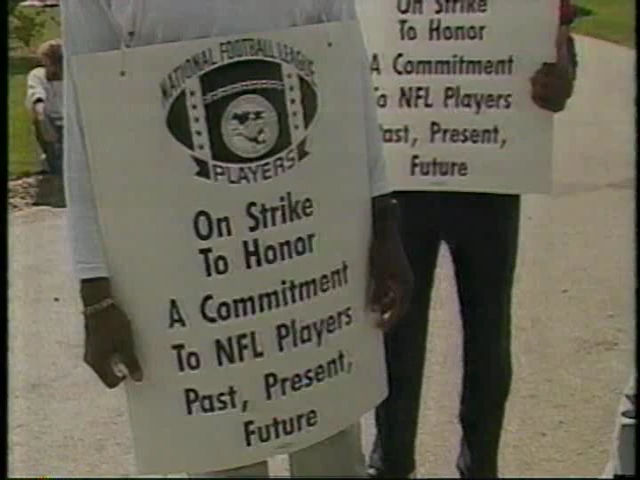 NATIONAL FOOTBALL LEAGUE
PLAYERS
On Strike
To Honor
A Commitment
To NFL Players
Past, Present,
Future
On Strike
To Honor
A Commitment
To NFL Players
Past, Present,
Future